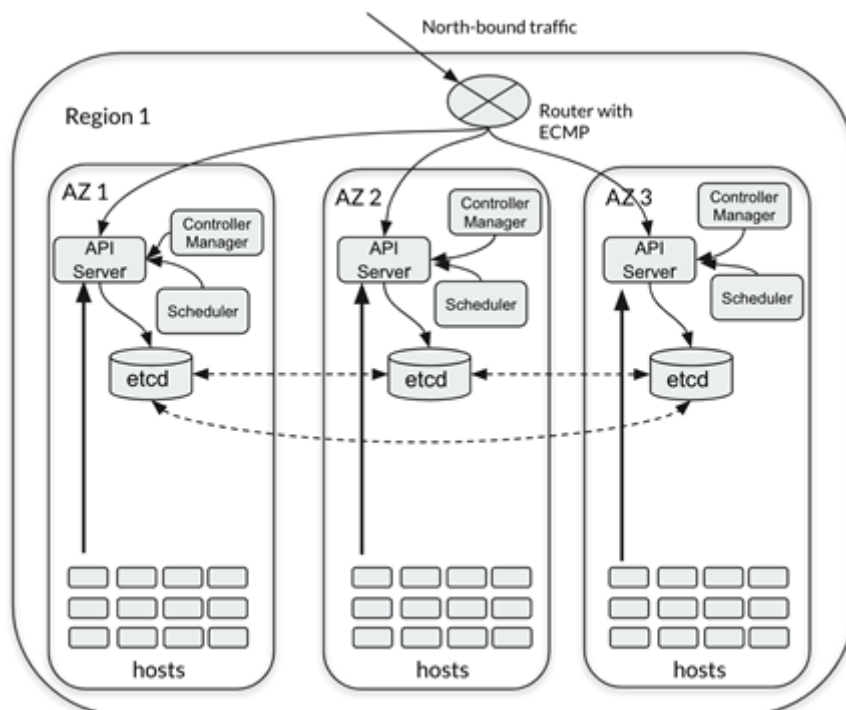 North-bound traffic
Region 1
Router with
ECMP
AZ 1
Controller
Manager
API
Server
Scheduler
etcd
hosts
AZ 2
Controller
Manager
API
Server
Scheduler
etcd
hosts
AZ 3
Controller
Manager
API
Server
Scheduler
etcd
hosts